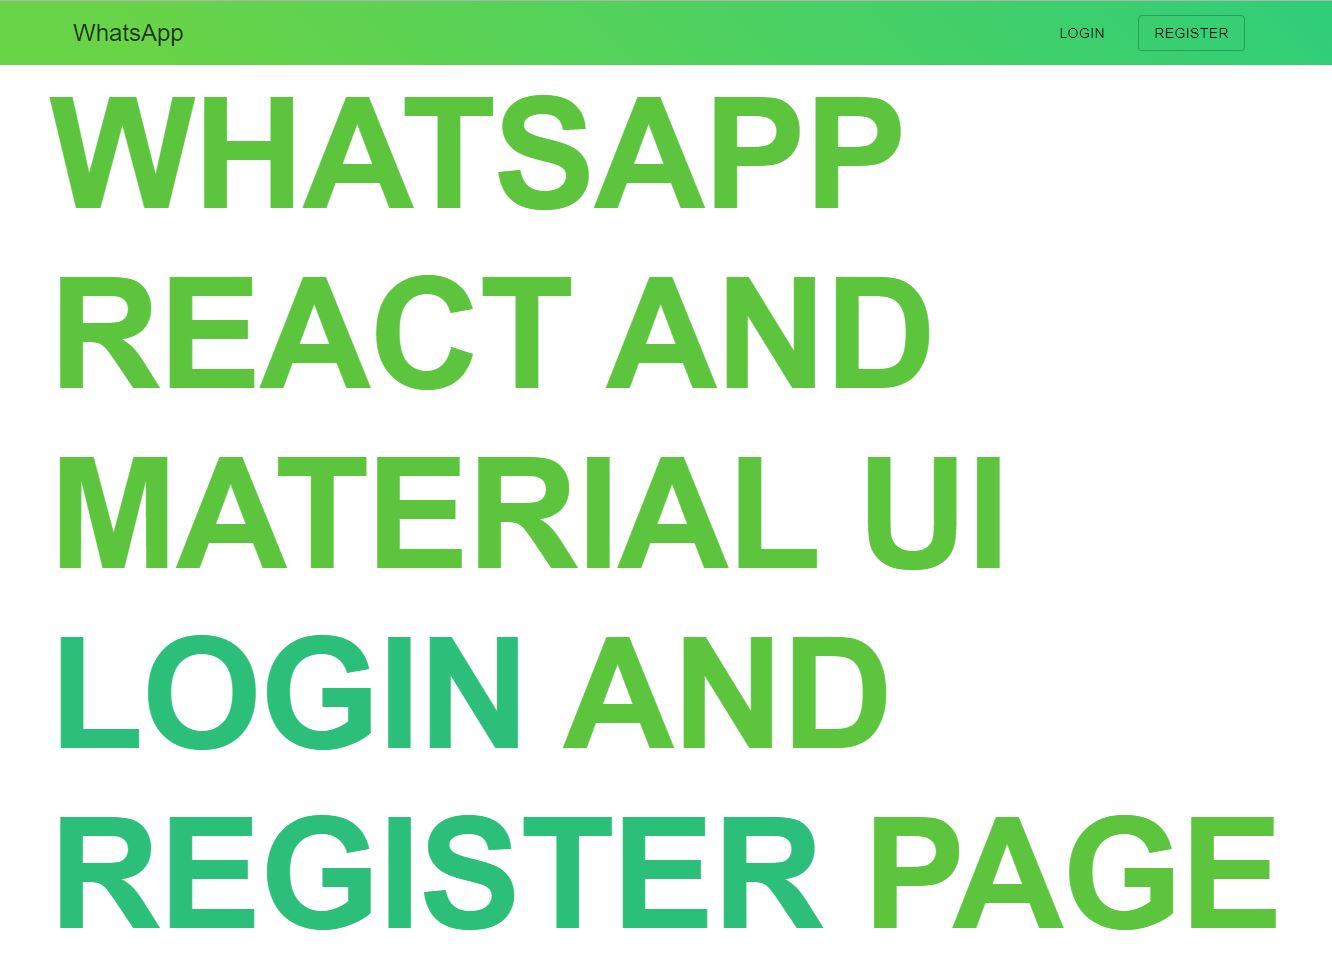 WhatsApp
LOGIN
REGISTER
WHATSAPP
REACT AND
MATERIAL UI
LOGIN AND
REGISTER PAGE